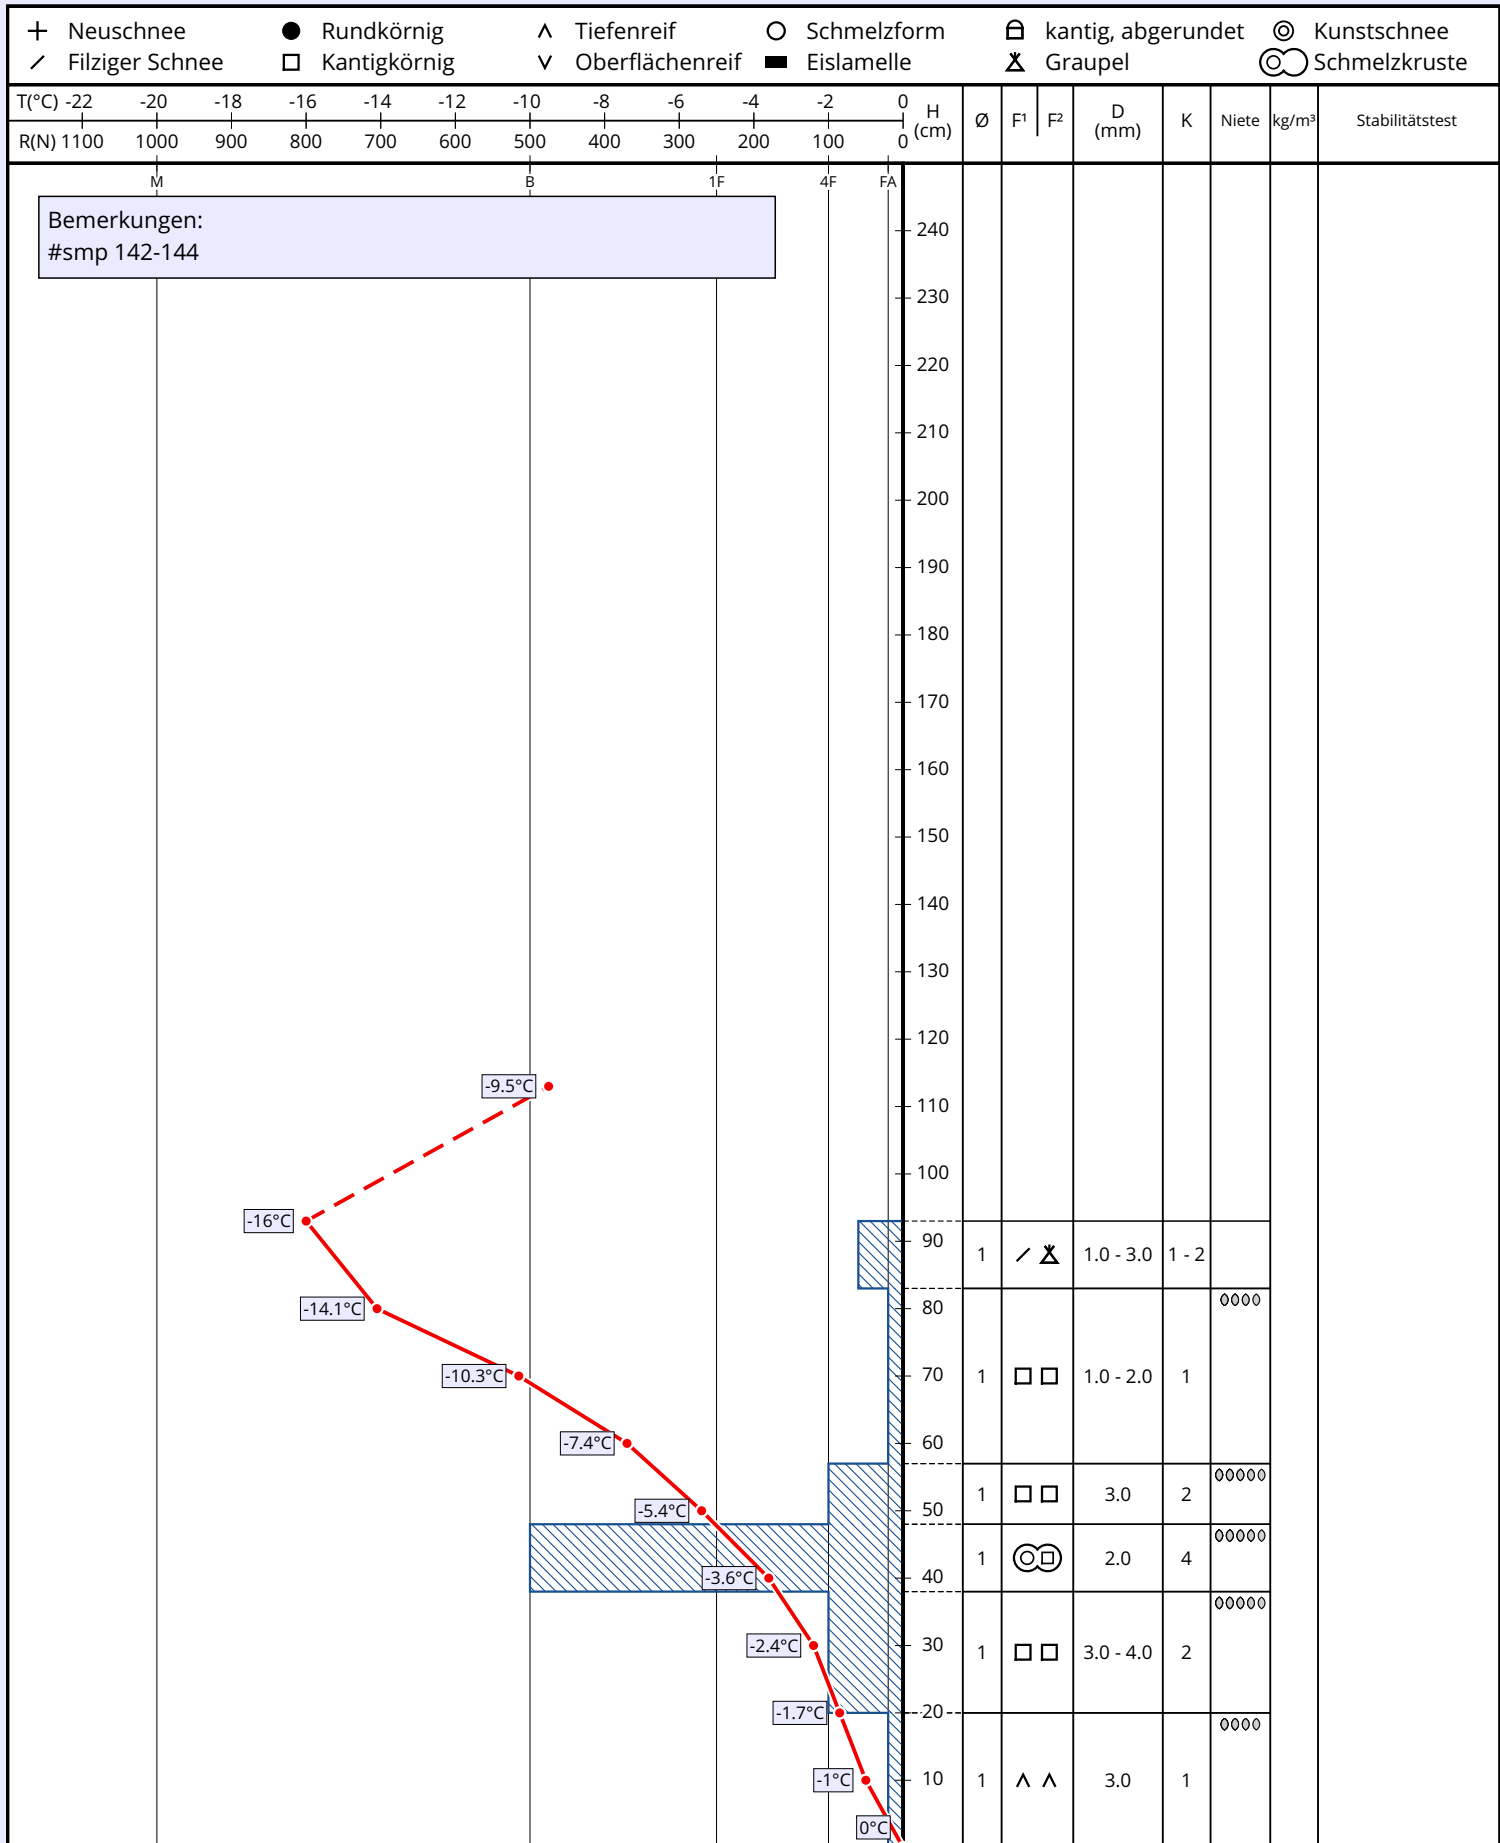 Neuschnee Rundkörnig Tiefenreif Schmelzform kantig, abgerundet Kunstschnee
Filziger Schnee Kantigkörnig Oberflächenreif Eislamelle Graupel Schmelzkruste
T(°C) -22 -20 -18 -16 -14 -12 -10 -8 -6 -4 -2 0
R(N) 1100 1000 900 800 700 600 500 400 300 200 100 0
H (cm) Ø F¹ F² D (mm) K Niete kg/m³ Stabilitätstest
M B 1F 4F FA
Bemerkungen:
#smp 142-144
240
230
220
210
200
190
180
170
160
150
140
130
120
-9.5°C
110
100
-16°C
90 1 1.0 - 3.0 1 - 2
-14.1°C 80
-10.3°C 70 1 1.0 - 2.0 1
-7.4°C 60
-5.4°C 50 1 3.0 2
1 2.0 4
-3.6°C 40
-2.4°C 30 1 3.0 - 4.0 2
-1.7°C 20
-1°C 10 1 3.0 1
0°C